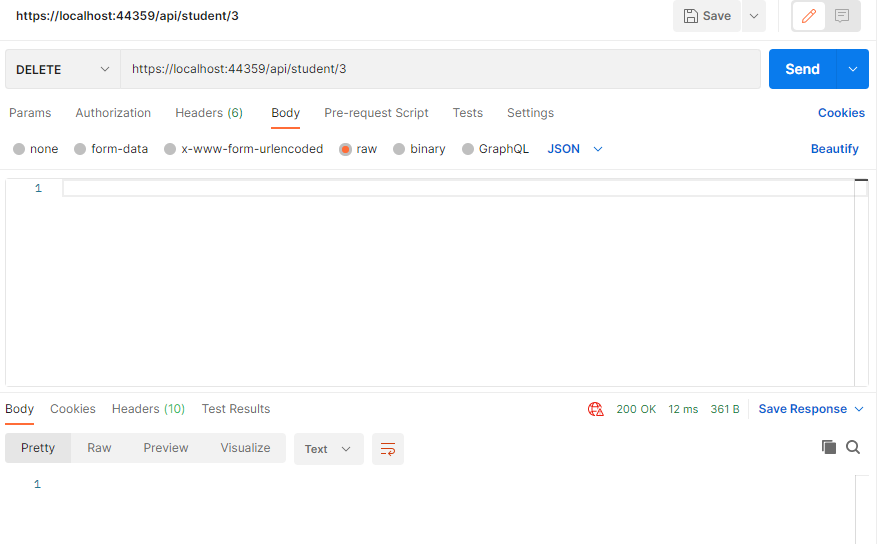 https://localhost:44359/api/student/3 Save
DELETE https://localhost:44359/api/student/3 Send
Params Authorization Headers (6) Body Pre-request Script Tests Settings Cookies
none form-data x-www-form-urlencoded raw binary GraphQL JSON Beautify
1
Body Cookies Headers (10) Test Results 200 OK 12 ms 361 B Save Response
Pretty Raw Preview Visualize Text
1